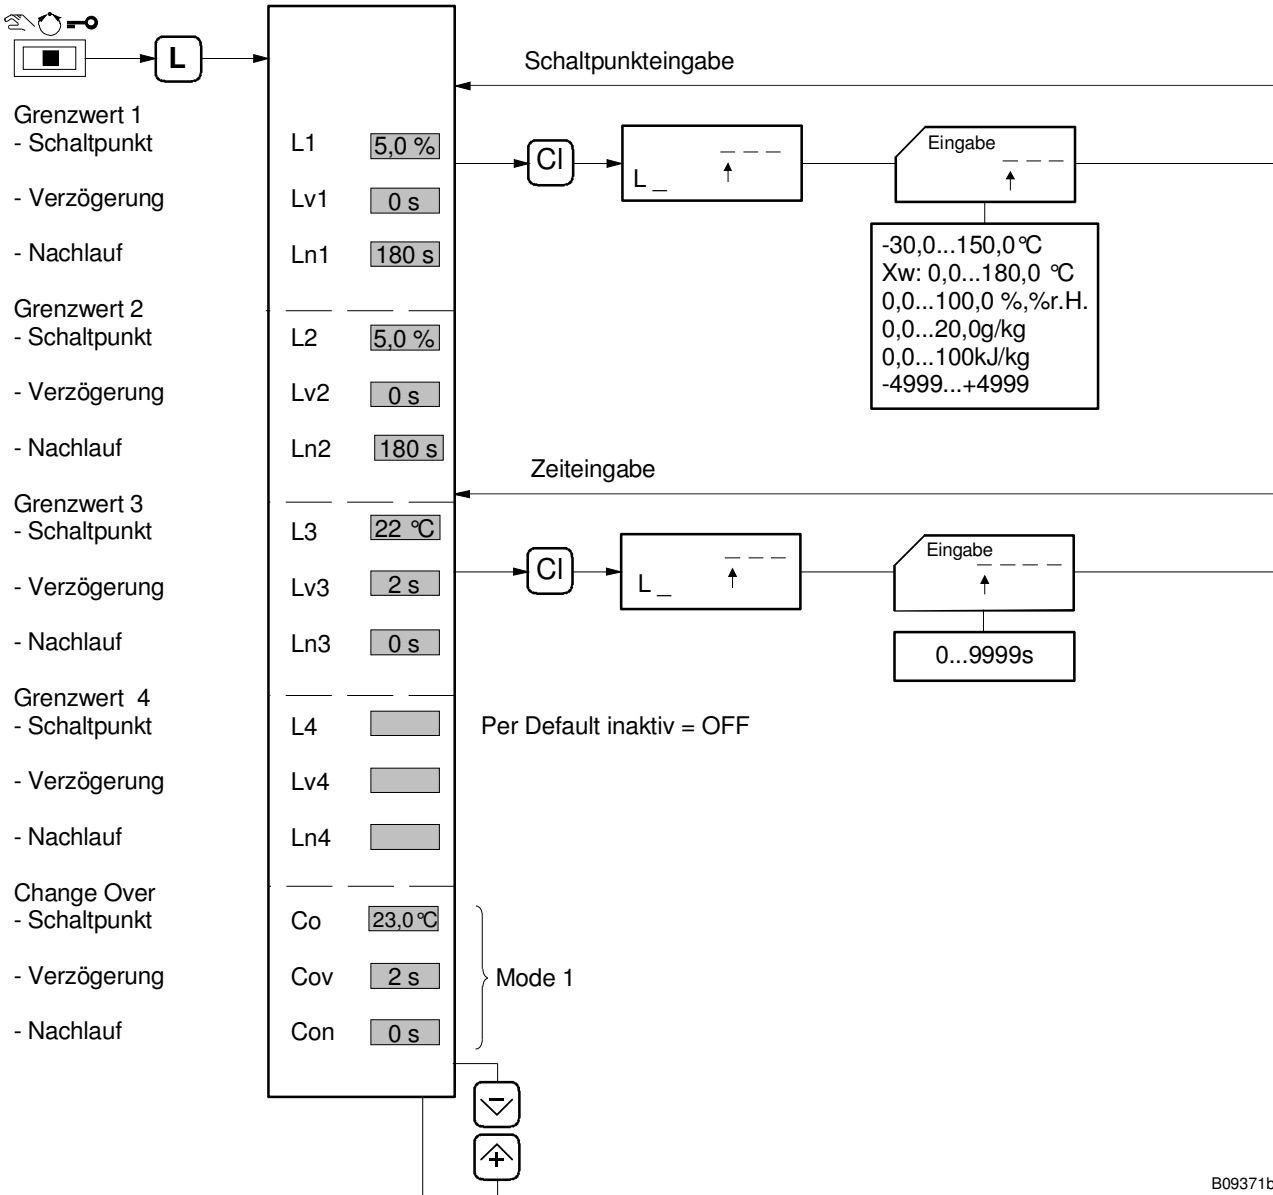 L
Schaltpunkteingabe
Grenzwert 1
- Schaltpunkt L1 5,0 %
Cl
L _ _ _ _
Eingabe _ _ _
- Verzögerung Lv1 0 s
- Nachlauf Ln1 180 s
-30,0...150,0°C
Xw: 0,0...180,0 °C
0,0...100,0 %,%r.H.
0,0...20,0g/kg
0,0...100kJ/kg
-4999...+4999
Grenzwert 2
- Schaltpunkt L2 5,0 %
- Verzögerung Lv2 0 s
- Nachlauf Ln2 180 s
Zeiteingabe
Grenzwert 3
- Schaltpunkt L3 22 °C
Cl
L _ _ _ _
Eingabe _ _ _ _
- Verzögerung Lv3 2 s
- Nachlauf Ln3 0 s
0...9999s
Grenzwert 4
- Schaltpunkt L4 Per Default inaktiv = OFF
- Verzögerung Lv4
- Nachlauf Ln4
Change Over
- Schaltpunkt Co 23,0°C
- Verzögerung Cov 2 s Mode 1
- Nachlauf Con 0 s
-
+
B09371b